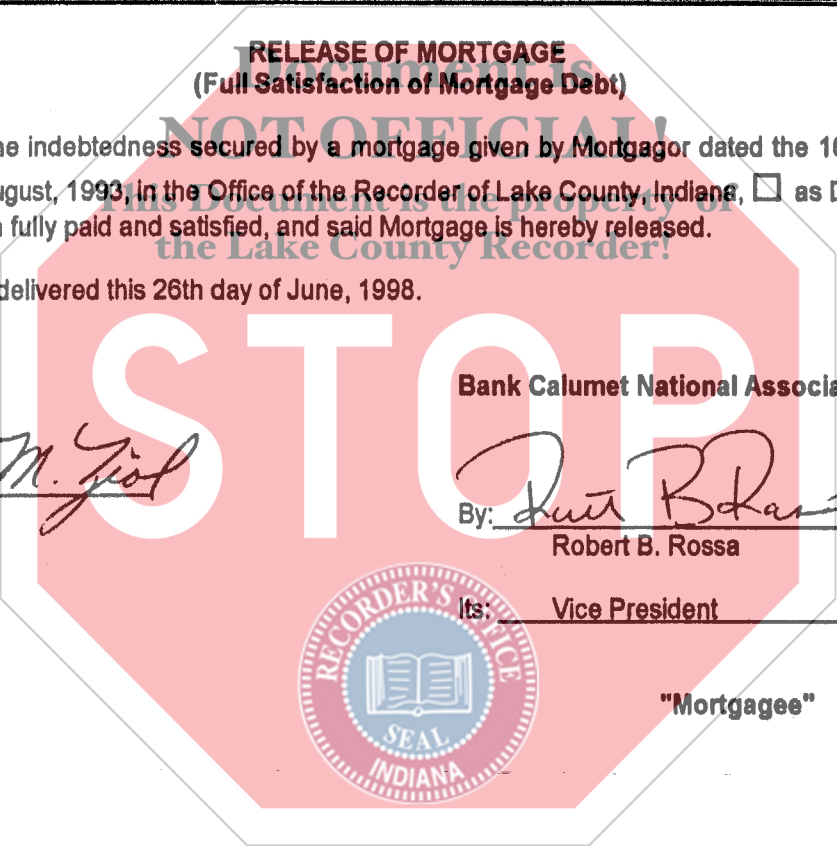 RELEASE OF MORTGAGE
(Full Satisfaction of Mortgage Debt)
Document is
NOT OFFICIAL!
This Document is the property of
the Lake County Recorder!
indebtedness secured by a mortgage given by Mortgagor dated the
1993, in the Office of the Recorder of Lake County, Indiana, ☐ as
fully paid and satisfied, and said Mortgage is hereby released.
delivered this 26th day of June, 1998.
STOP
Bank Calumet National
M.
By:
Robert B. Rossa
Its: Vice President
"Mortgagee"
RECORDER'S OFFICE
SEAL
INDIANA